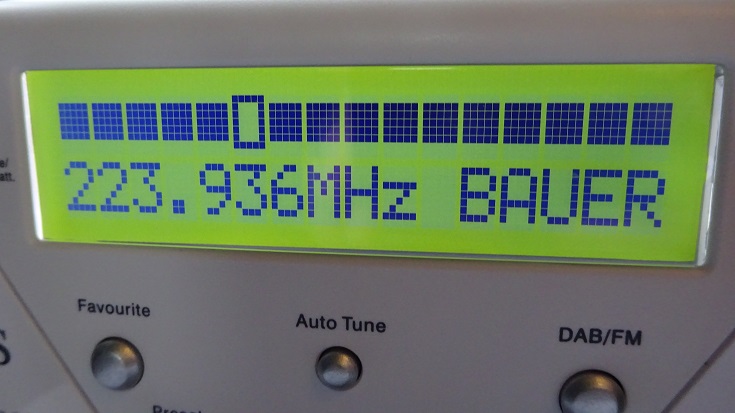 223.936MHz BAUER
Favourite
Auto Tune
DAB/FM